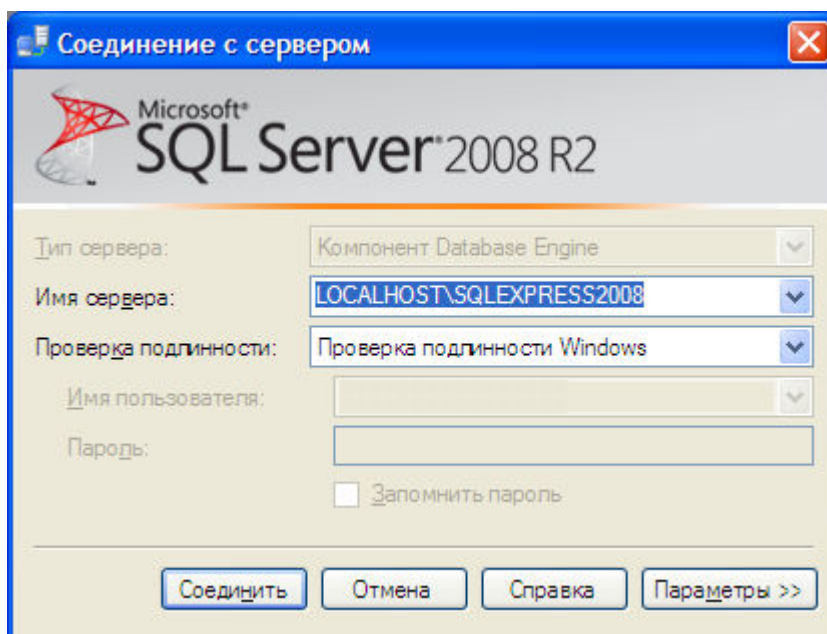 Соединение с сервером
Microsoft®
SQL Server® 2008 R2
Тип сервера: Компонент Database Engine
Имя сервера: LOCALHOST\SQLEXPRESS2008
Проверка подлинности: Проверка подлинности Windows
Имя пользователя:
Пароль:
Запомнить пароль
Соединить Отмена Справка Параметры >>